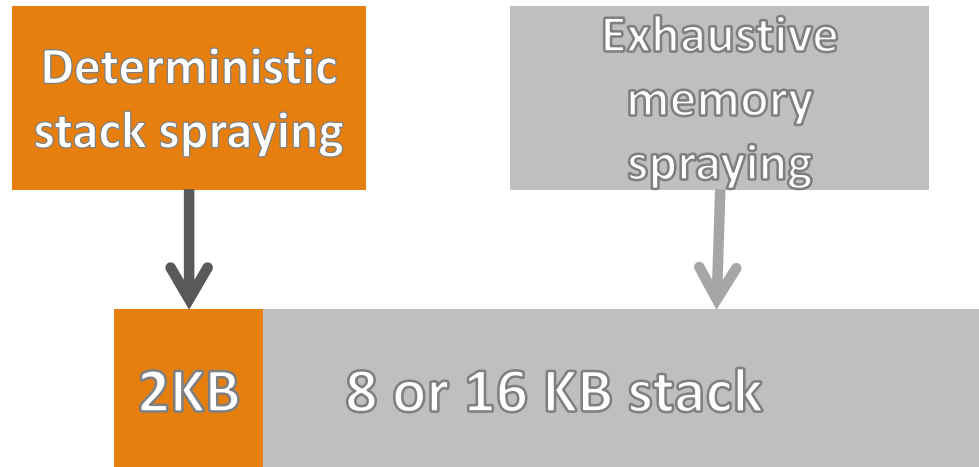 Deterministic
stack spraying
Exhaustive
memory
spraying
2KB
8 or 16 KB stack